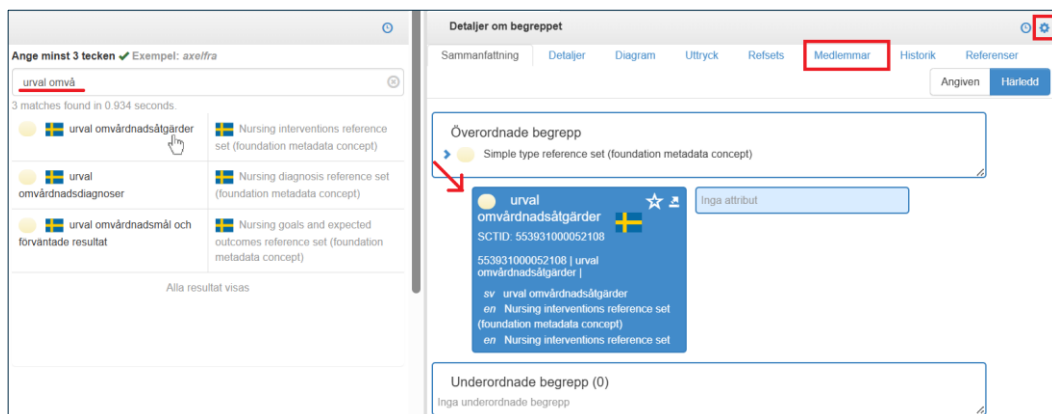 Ange minst 3 tecken ✔ Exempel: axelfra
urval omvå
3 matches found in 0.934 seconds.
urval omvårdnadsåtgärder
Nursing interventions reference
set (foundation metadata concept)
urval
omvårdnadsdiagnoser
Nursing diagnosis reference set
(foundation metadata concept)
urval omvårdnadsmål och
förväntade resultat
Nursing goals and expected
outcomes reference set (foundation
metadata concept)
Alla resultat visas
Detaljer om begreppet
Sammanfattning Detaljer Diagram Uttryck Refsets Medlemmar Historik Referenser
Angiven Härledd
Överordnade begrepp
Simple type reference set (foundation metadata concept)
urval
omvårdnadsåtgärder
SCTID: 553931000052108
553931000052108 | urval
omvårdnadsåtgärder |
sv urval omvårdnadsåtgärder
en Nursing interventions reference set
(foundation metadata concept)
en Nursing interventions reference set
Inga attribut
Underordnade begrepp (0)
Inga underordnade begrepp